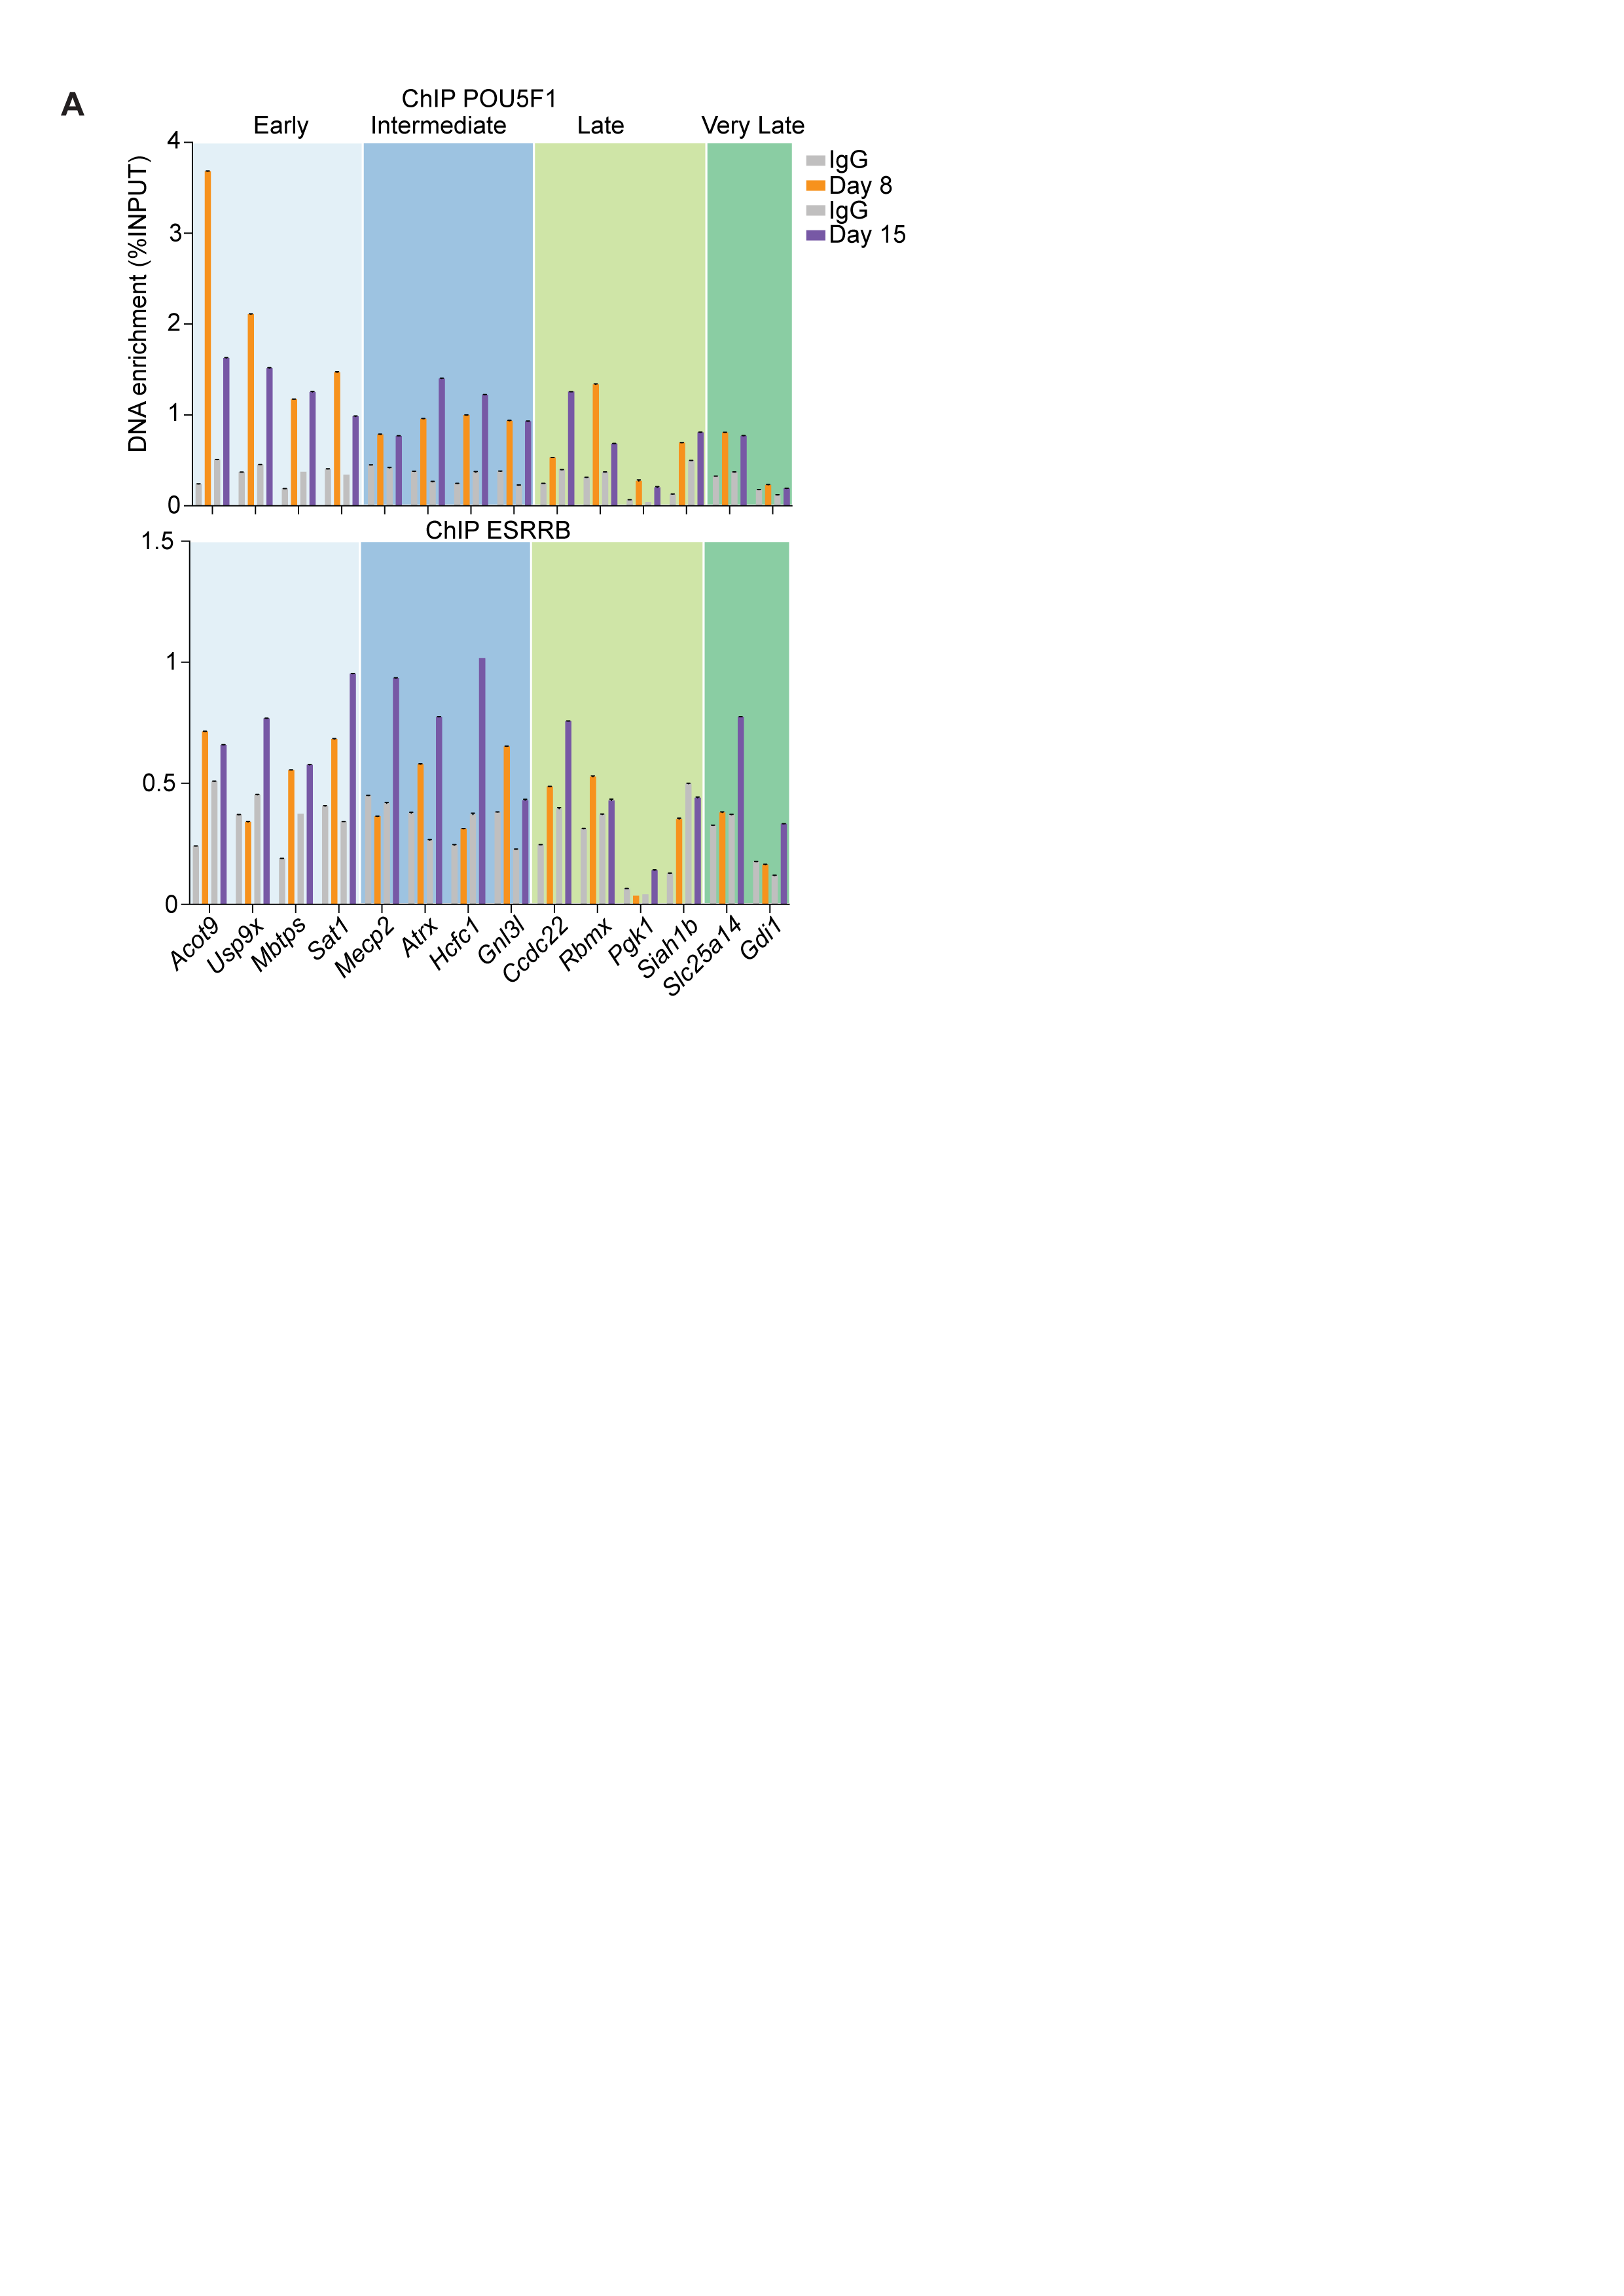 A
ChIP POU5F1
Early Intermediate Late Very Late
DNA enrichment (%INPUT)
4
3
2
1
0
IgG
Day 8
IgG
Day 15
ChIP ESRRB
1.5
1
0.5
0
Acot9 Usp9x Mbtps Sat1 Mecp2 Atrx Hcfc1 Gnl3l Ccdc22 Rbmx Pgk1 Siah1b Slc25a14 Gdi1